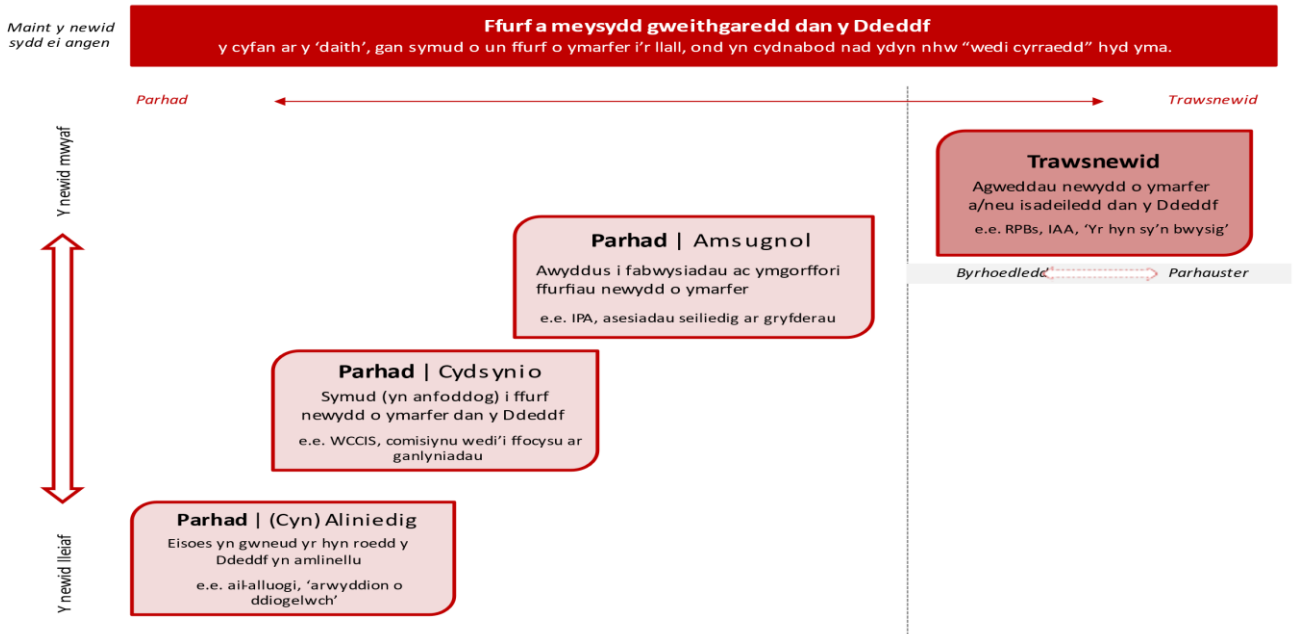 Maint y newid
sydd ei angen
Ffurf a meysydd gweithgaredd dan y Ddeddf
y cyfan ar y ‘daith’, gan symud o un ffurf o ymarfer i’r llall, ond yn cydnabod nad ydyn nhw “wedi cyrraedd” hyd yma.
Parhad
Trawsnewid
Y newid mwyaf
Trawsnewid
Agweddau newydd o ymarfer
a/neu isadeiledd dan y Ddeddf
e.e. RPBs, IAA, ‘Yr hyn sy’n bwysig’
Byrhoedledd
Parhauster
Parhad | Amsugnol
Awyddus i fabwysiadau ac ymgorffori
ffurfiau newydd o ymarfer
e.e. IPA, asesiadau seiliedig ar gryfderau
Parhad | Cydsynio
Symud (yn anfoddog) i ffurf
newydd o ymarfer dan y Ddeddf
e.e. WCCIS, comisiynu wedi’i ffocysu ar
ganlyniadau
Y newid lleiaf
Parhad | (Cyn) Aliniedig
Eisoes yn gwneud yr hyn roedd y
Ddeddf yn amlinellu
e.e. ail-alluogi, ‘arwyddion o
ddiogelwch’